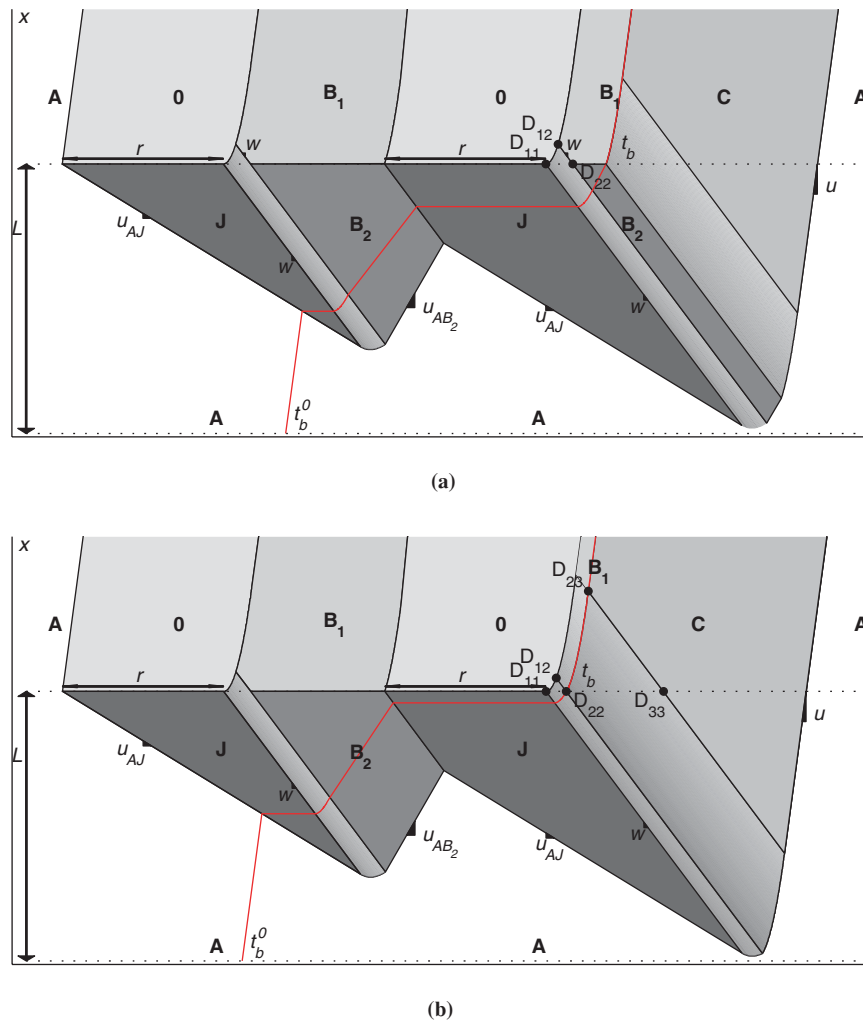 x
A 0 B1 0 B1 C A
D12
D11
r w r w tb
D22
L uAJ J B2 J B2 u
w uAB2 uAJ w
tb0
A A
(a)
x
D23 B1
A 0 B1 0 C A
D12
D11
r r tb
D22 D33
L uAJ J B2 J u
w uAB2 uAJ w
A tb0 A
(b)